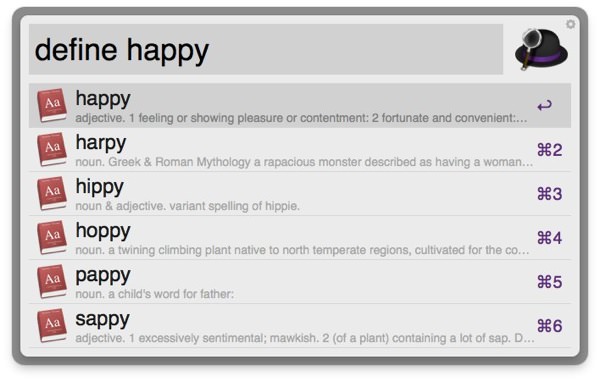 define happy
happy
adjective. 1 feeling or showing pleasure or contentment: 2 fortunate and convenient:…
↩
harpy
noun. Greek & Roman Mythology a rapacious monster described as having a woman…
⌘2
hippy
noun & adjective. variant spelling of hippie.
⌘3
hoppy
noun. a twining climbing plant native to north temperate regions, cultivated for the co…
⌘4
pappy
noun. a child's word for father:
⌘5
sappy
adjective. 1 excessively sentimental; mawkish. 2 (of a plant) containing a lot of sap. D…
⌘6
Aa
Aa
Aa
Aa
Aa
Aa